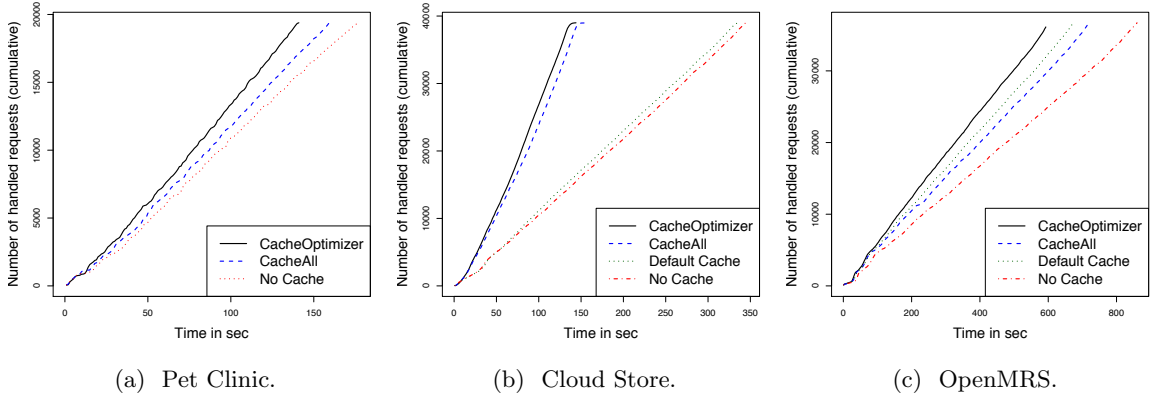 Number of handled requests (cumulative)
0 5000 10000 15000 20000
0 50 100 150
Time in sec
CacheOptimizer
CacheAll
No Cache
(a) Pet Clinic.
Number of handled requests (cumulative)
0 10000 20000 30000 40000
0 50 100 150 200 250 300 350
Time in sec
CacheOptimizer
CacheAll
Default Cache
No Cache
(b) Cloud Store.
Number of handled requests (cumulative)
0 10000 20000 30000
0 200 400 600 800
Time in sec
CacheOptimizer
CacheAll
Default Cache
No Cache
(c) OpenMRS.